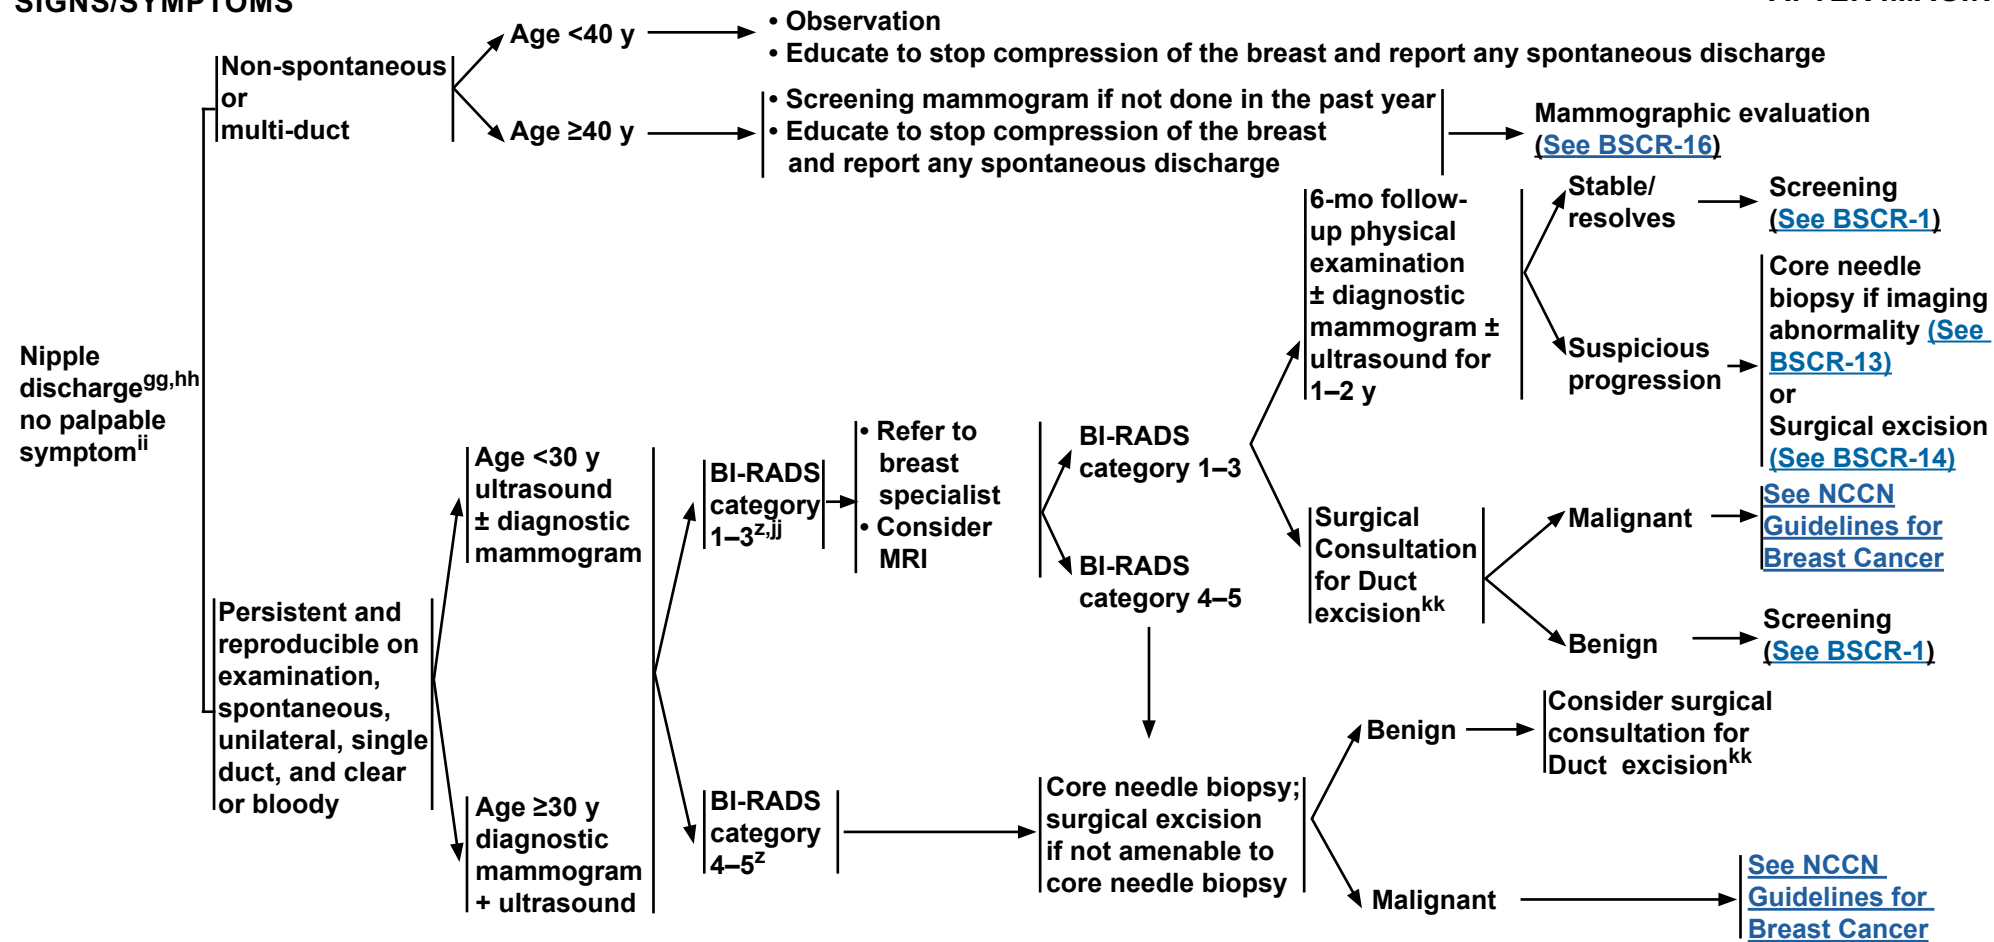 SIGNS/SYMPTOMS
Nipple
discharge^gg,hh
no palpable
symptom^ii
Non-spontaneous
or
multi-duct
Age <40 y
• Observation
• Educate to stop compression of the breast and report any spontaneous discharge
Age ≥40 y
• Screening mammogram if not done in the past year
• Educate to stop compression of the breast
and report any spontaneous discharge
Mammographic evaluation
(See BSCR-16)
Persistent and
reproducible on
examination,
spontaneous,
unilateral, single
duct, and clear
or bloody
Age <30 y
ultrasound
± diagnostic
mammogram
Age ≥30 y
diagnostic
mammogram
+ ultrasound
BI-RADS
category
1–3^z,jj
• Refer to
breast
specialist
• Consider
MRI
BI-RADS
category 1–3
BI-RADS
category 4–5
6-mo follow-
up physical
examination
± diagnostic
mammogram ±
ultrasound for
1–2 y
Stable/
resolves
Screening
(See BSCR-1)
Suspicious
progression
Core needle
biopsy if imaging
abnormality (See
BSCR-13)
or
Surgical excision
(See BSCR-14)
Surgical
Consultation
for Duct
excision^kk
Malignant
See NCCN
Guidelines for
Breast Cancer
Benign
Screening
(See BSCR-1)
BI-RADS
category
4–5^z
Core needle biopsy;
surgical excision
if not amenable to
core needle biopsy
Benign
Consider surgical
consultation for
Duct excision^kk
Malignant
See NCCN
Guidelines for
Breast Cancer